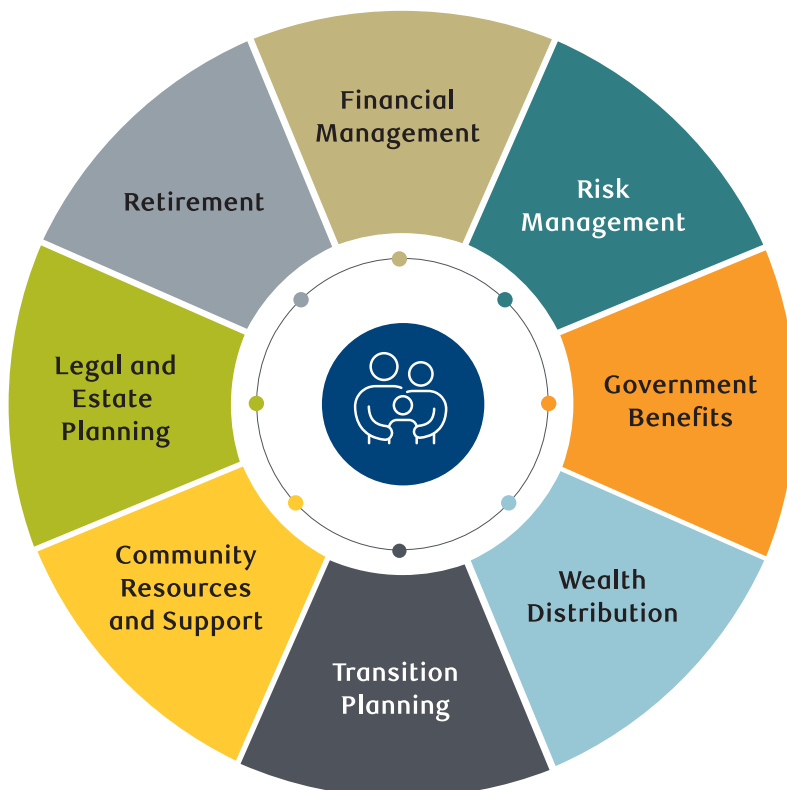 Financial
Management
Risk
Management
Government
Benefits
Wealth
Distribution
Transition
Planning
Community
Resources
and Support
Legal and
Estate
Planning
Retirement